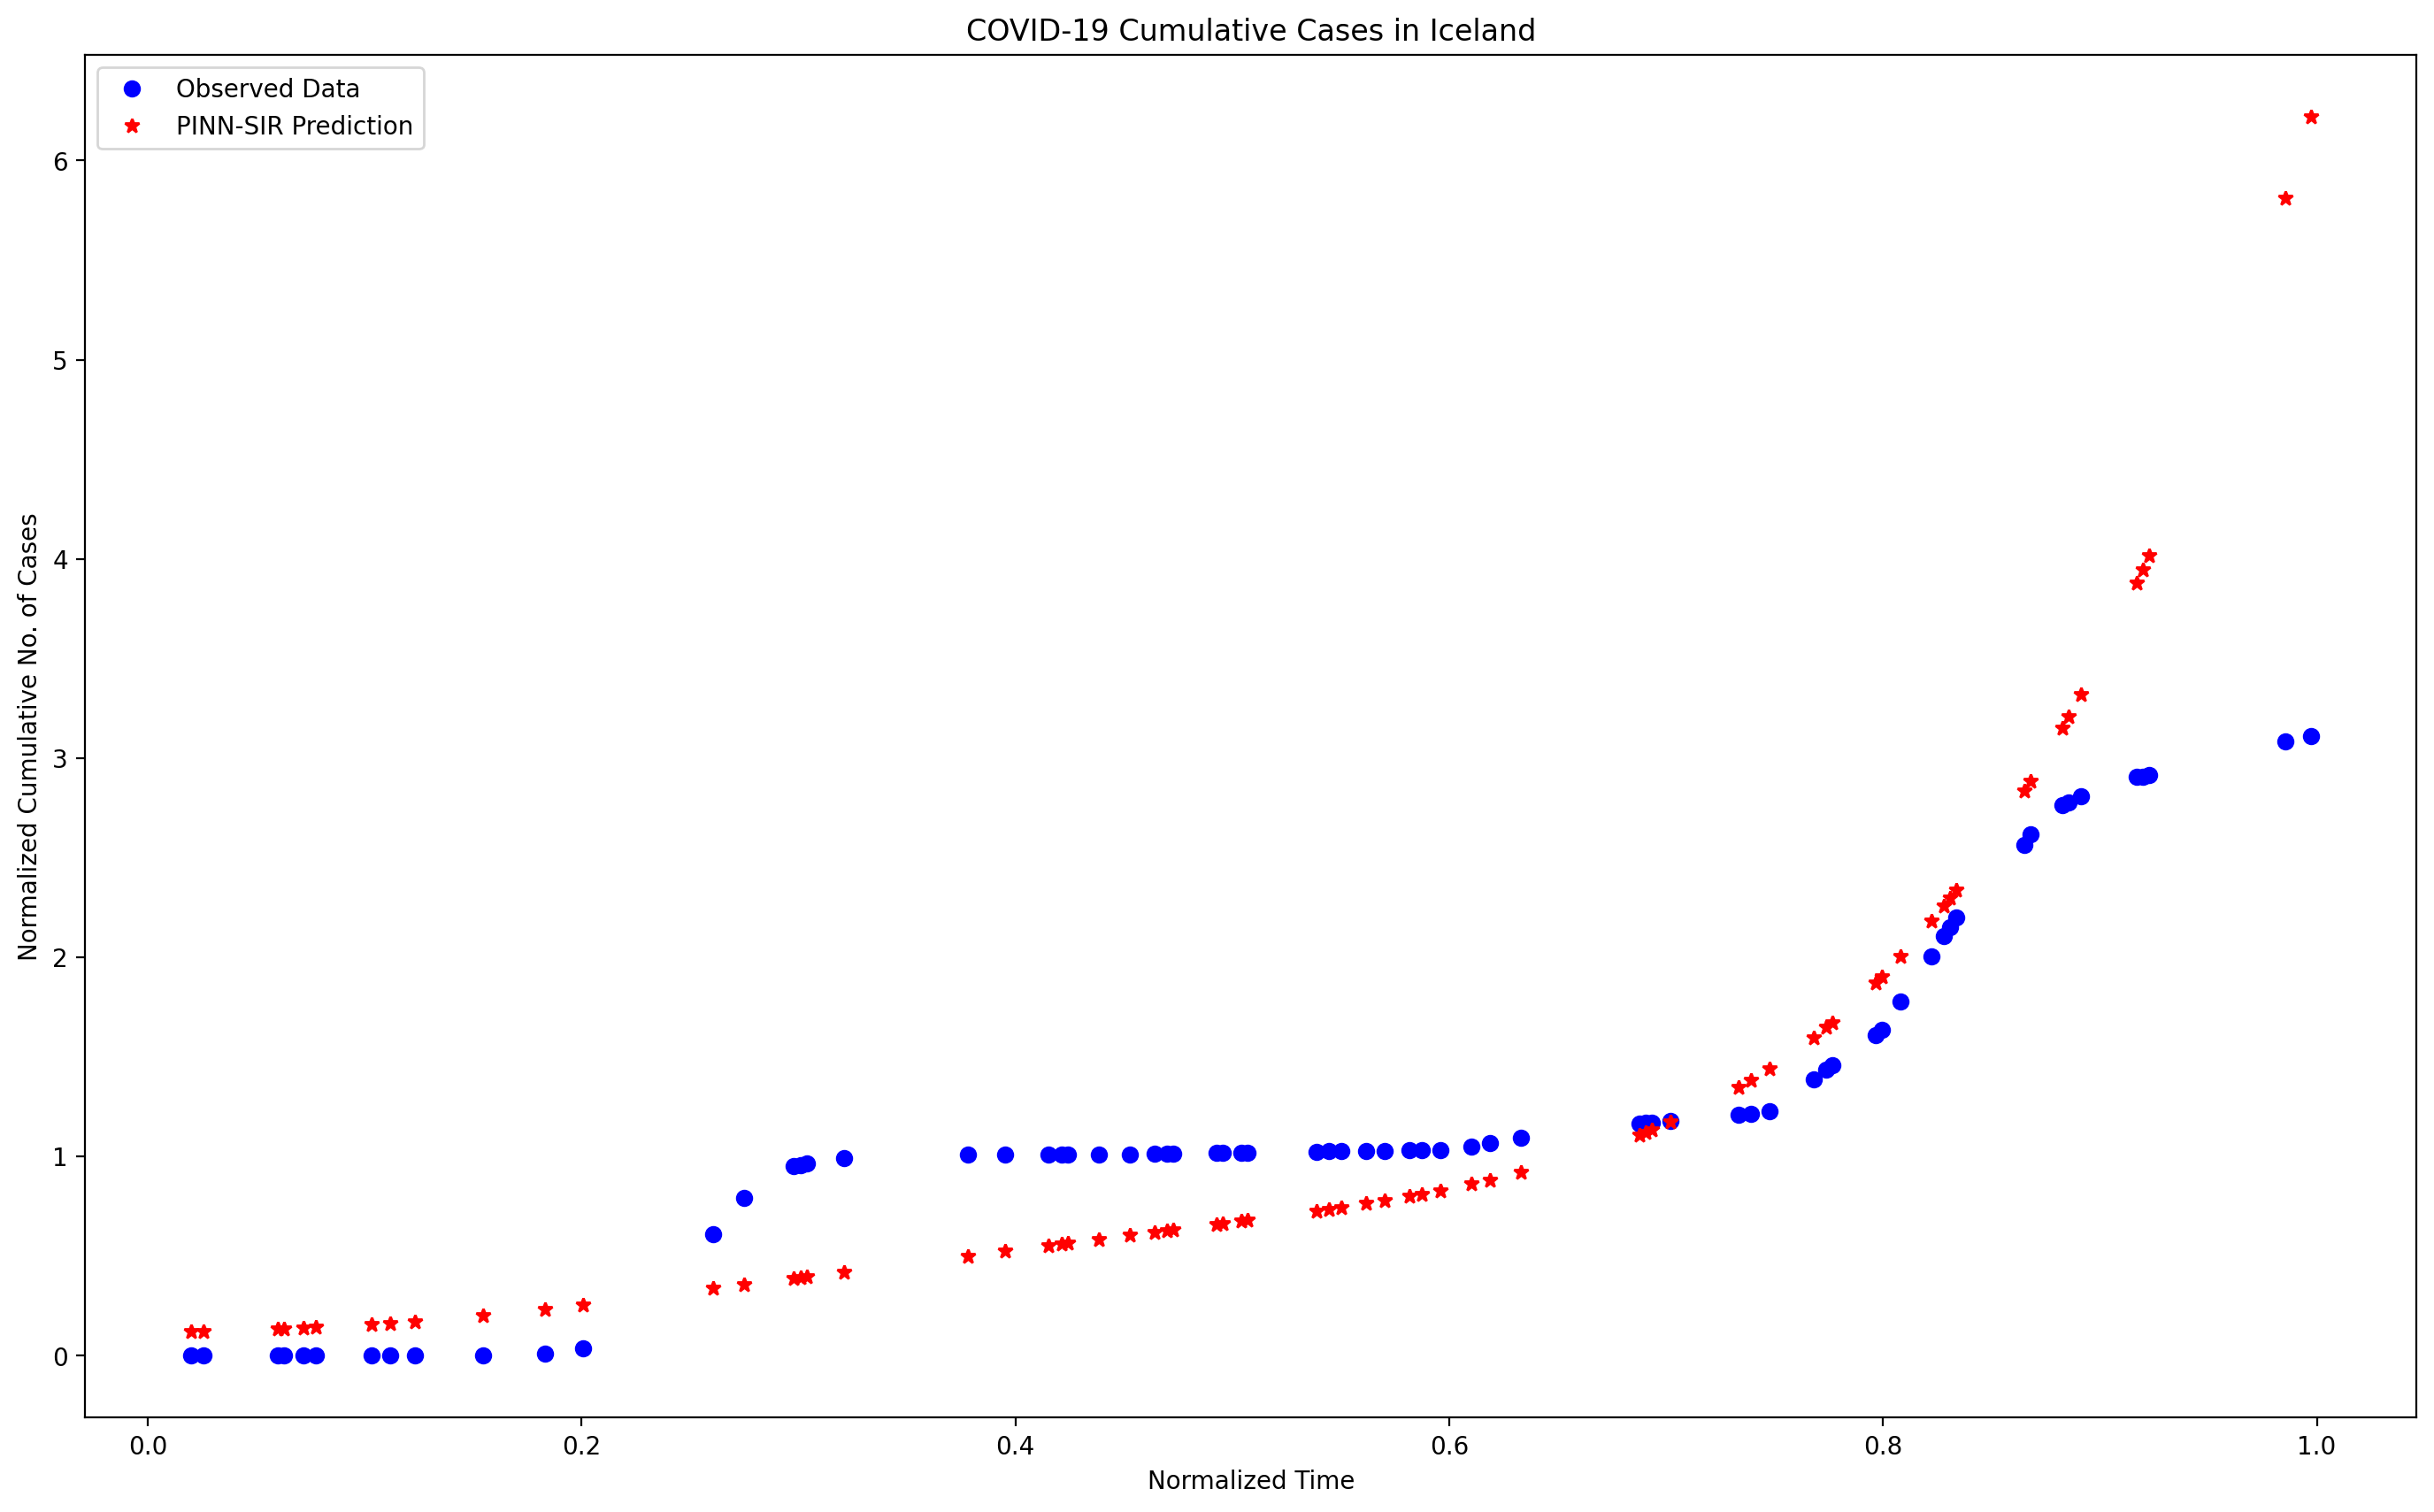 COVID-19 Cumulative Cases in Iceland
Observed Data
PINN-SIR Prediction
Normalized Cumulative No. of Cases
6
5
4
3
2
1
0
0.0 0.2 0.4 0.6 0.8 1.0
Normalized Time